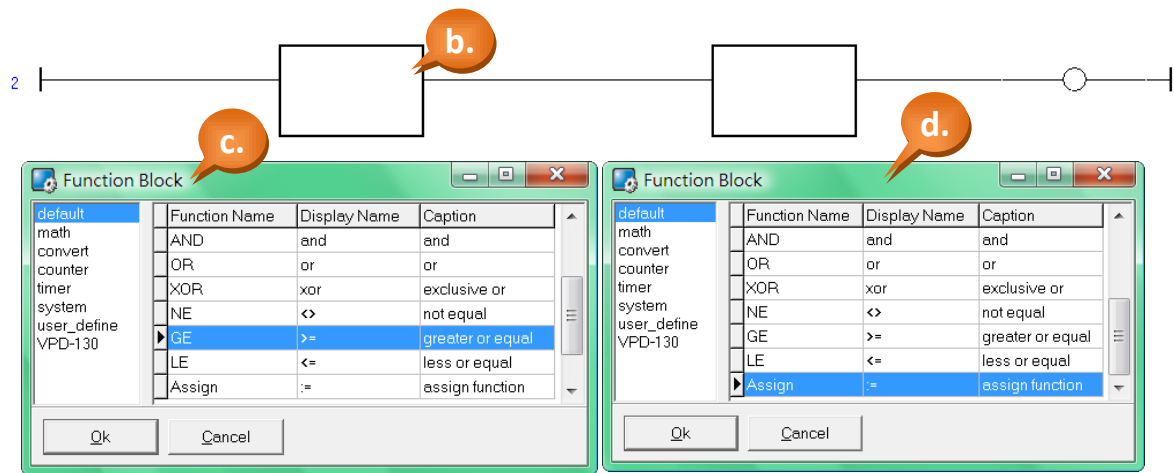 b.
2
c.
d.
Function Block
default
math
convert
counter
timer
system
user_define
VPD-130
Function Name Display Name Caption
AND and and
OR or or
XOR xor exclusive or
NE <> not equal
GE >= greater or equal
LE <= less or equal
Assign := assign function
Ok Cancel
Function Block
default
math
convert
counter
timer
system
user_define
VPD-130
Function Name Display Name Caption
AND and and
OR or or
XOR xor exclusive or
NE <> not equal
GE >= greater or equal
LE <= less or equal
Assign := assign function
Ok Cancel